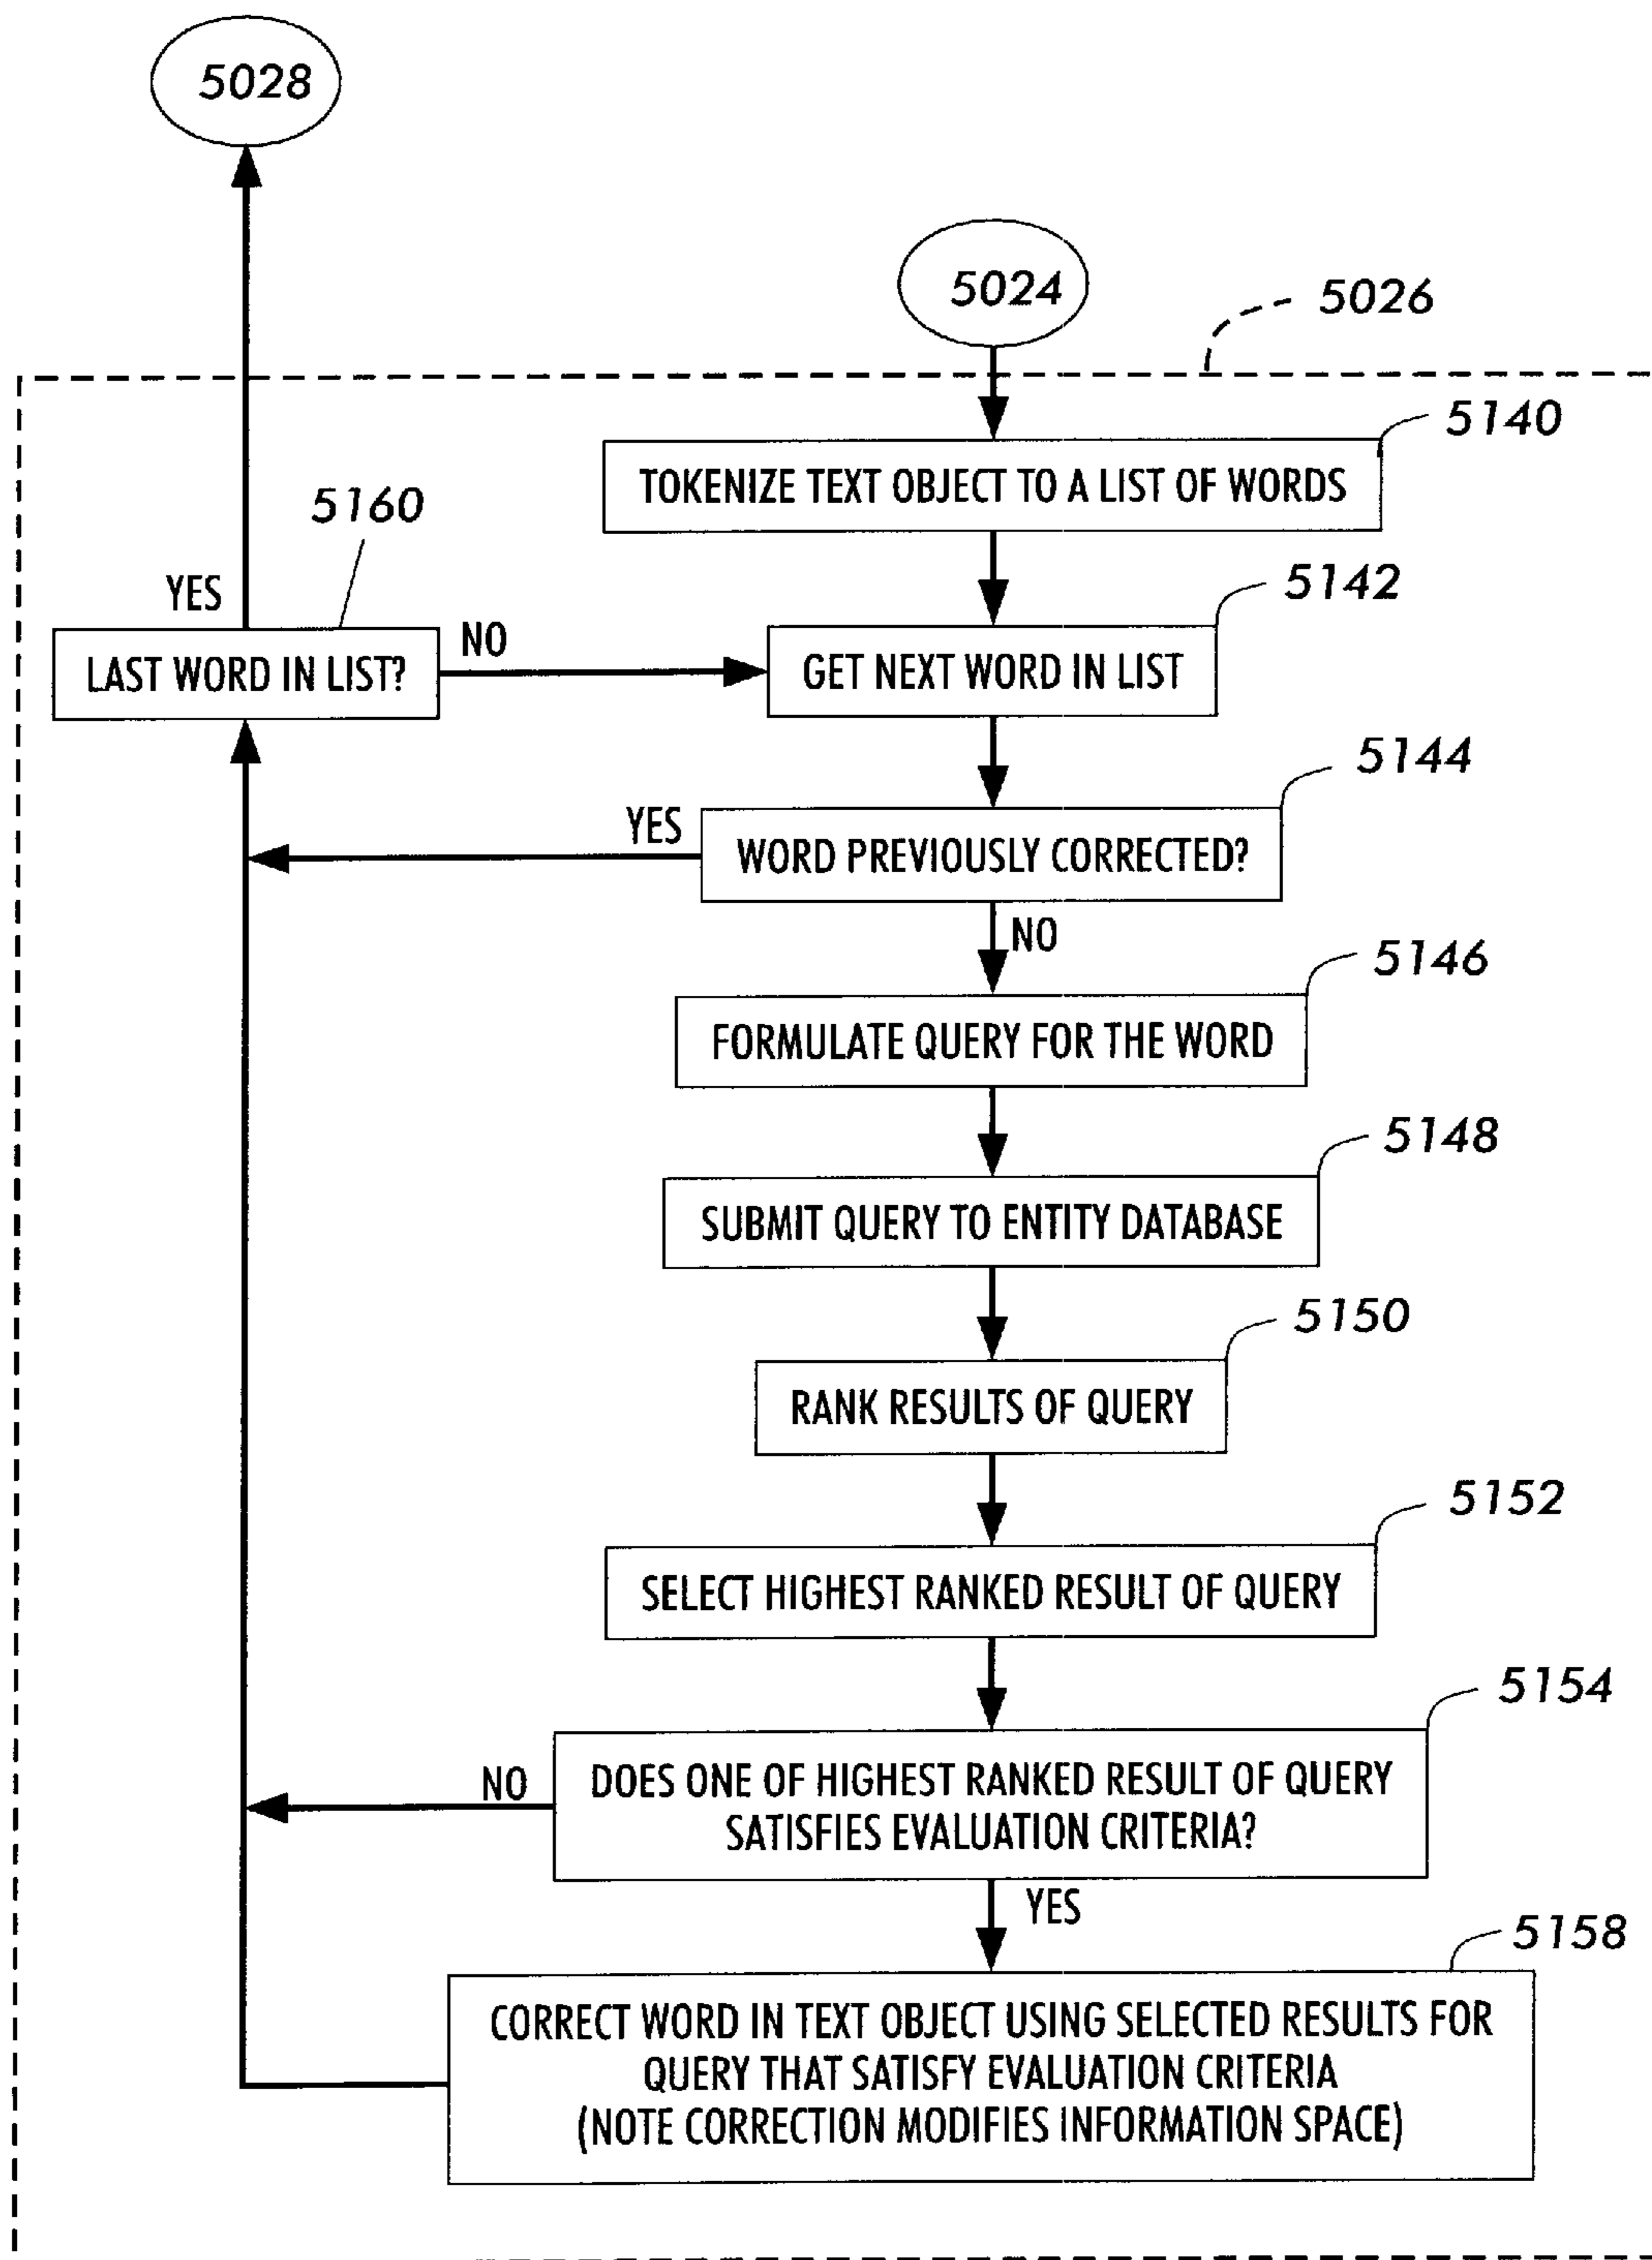 5028
5024
5026
5140
TOKENIZE TEXT OBJECT TO A LIST OF WORDS
5160
5142
YES
NO
LAST WORD IN LIST?
GET NEXT WORD IN LIST
5144
YES
WORD PREVIOUSLY CORRECTED?
NO
5146
FORMULATE QUERY FOR THE WORD
5148
SUBMIT QUERY TO ENTITY DATABASE
5150
RANK RESULTS OF QUERY
5152
SELECT HIGHEST RANKED RESULT OF QUERY
5154
NO
DOES ONE OF HIGHEST RANKED RESULT OF QUERY
SATISFIES EVALUATION CRITERIA?
YES
5158
CORRECT WORD IN TEXT OBJECT USING SELECTED RESULTS FOR
QUERY THAT SATISFY EVALUATION CRITERIA
(NOTE CORRECTION MODIFIES INFORMATION SPACE)